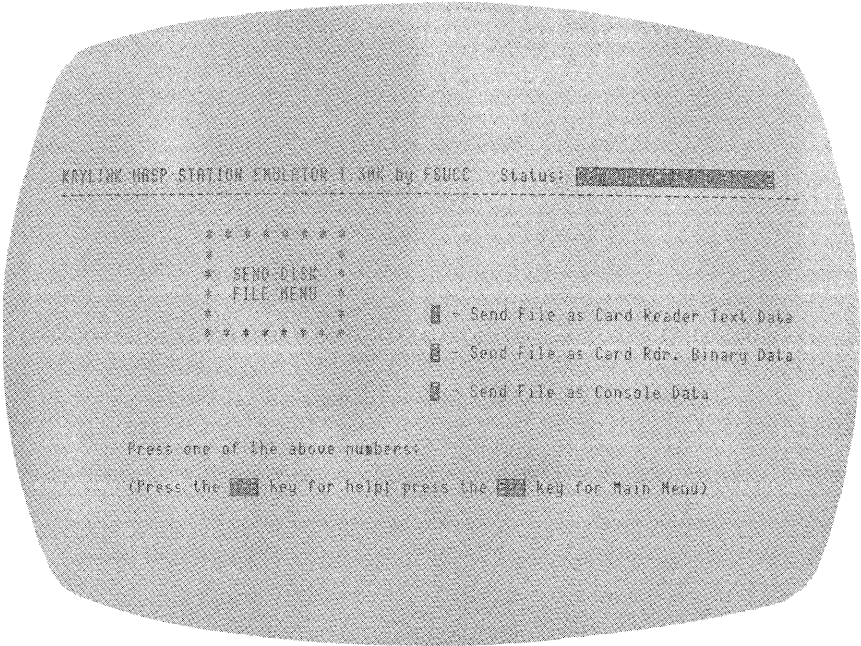 KAYLINK HASP STATION EMULATOR by FSUCC Status:
* * * * * * * *
* *
* SEND DISK *
* FILE MENU *
* *
* * * * * * * *
- Send File as Card Reader Text Data
- Send File as Card Rdr. Binary Data
- Send File as Console Data
Press one of the above numbers:
(Press the key for help; press the key for Main Menu)